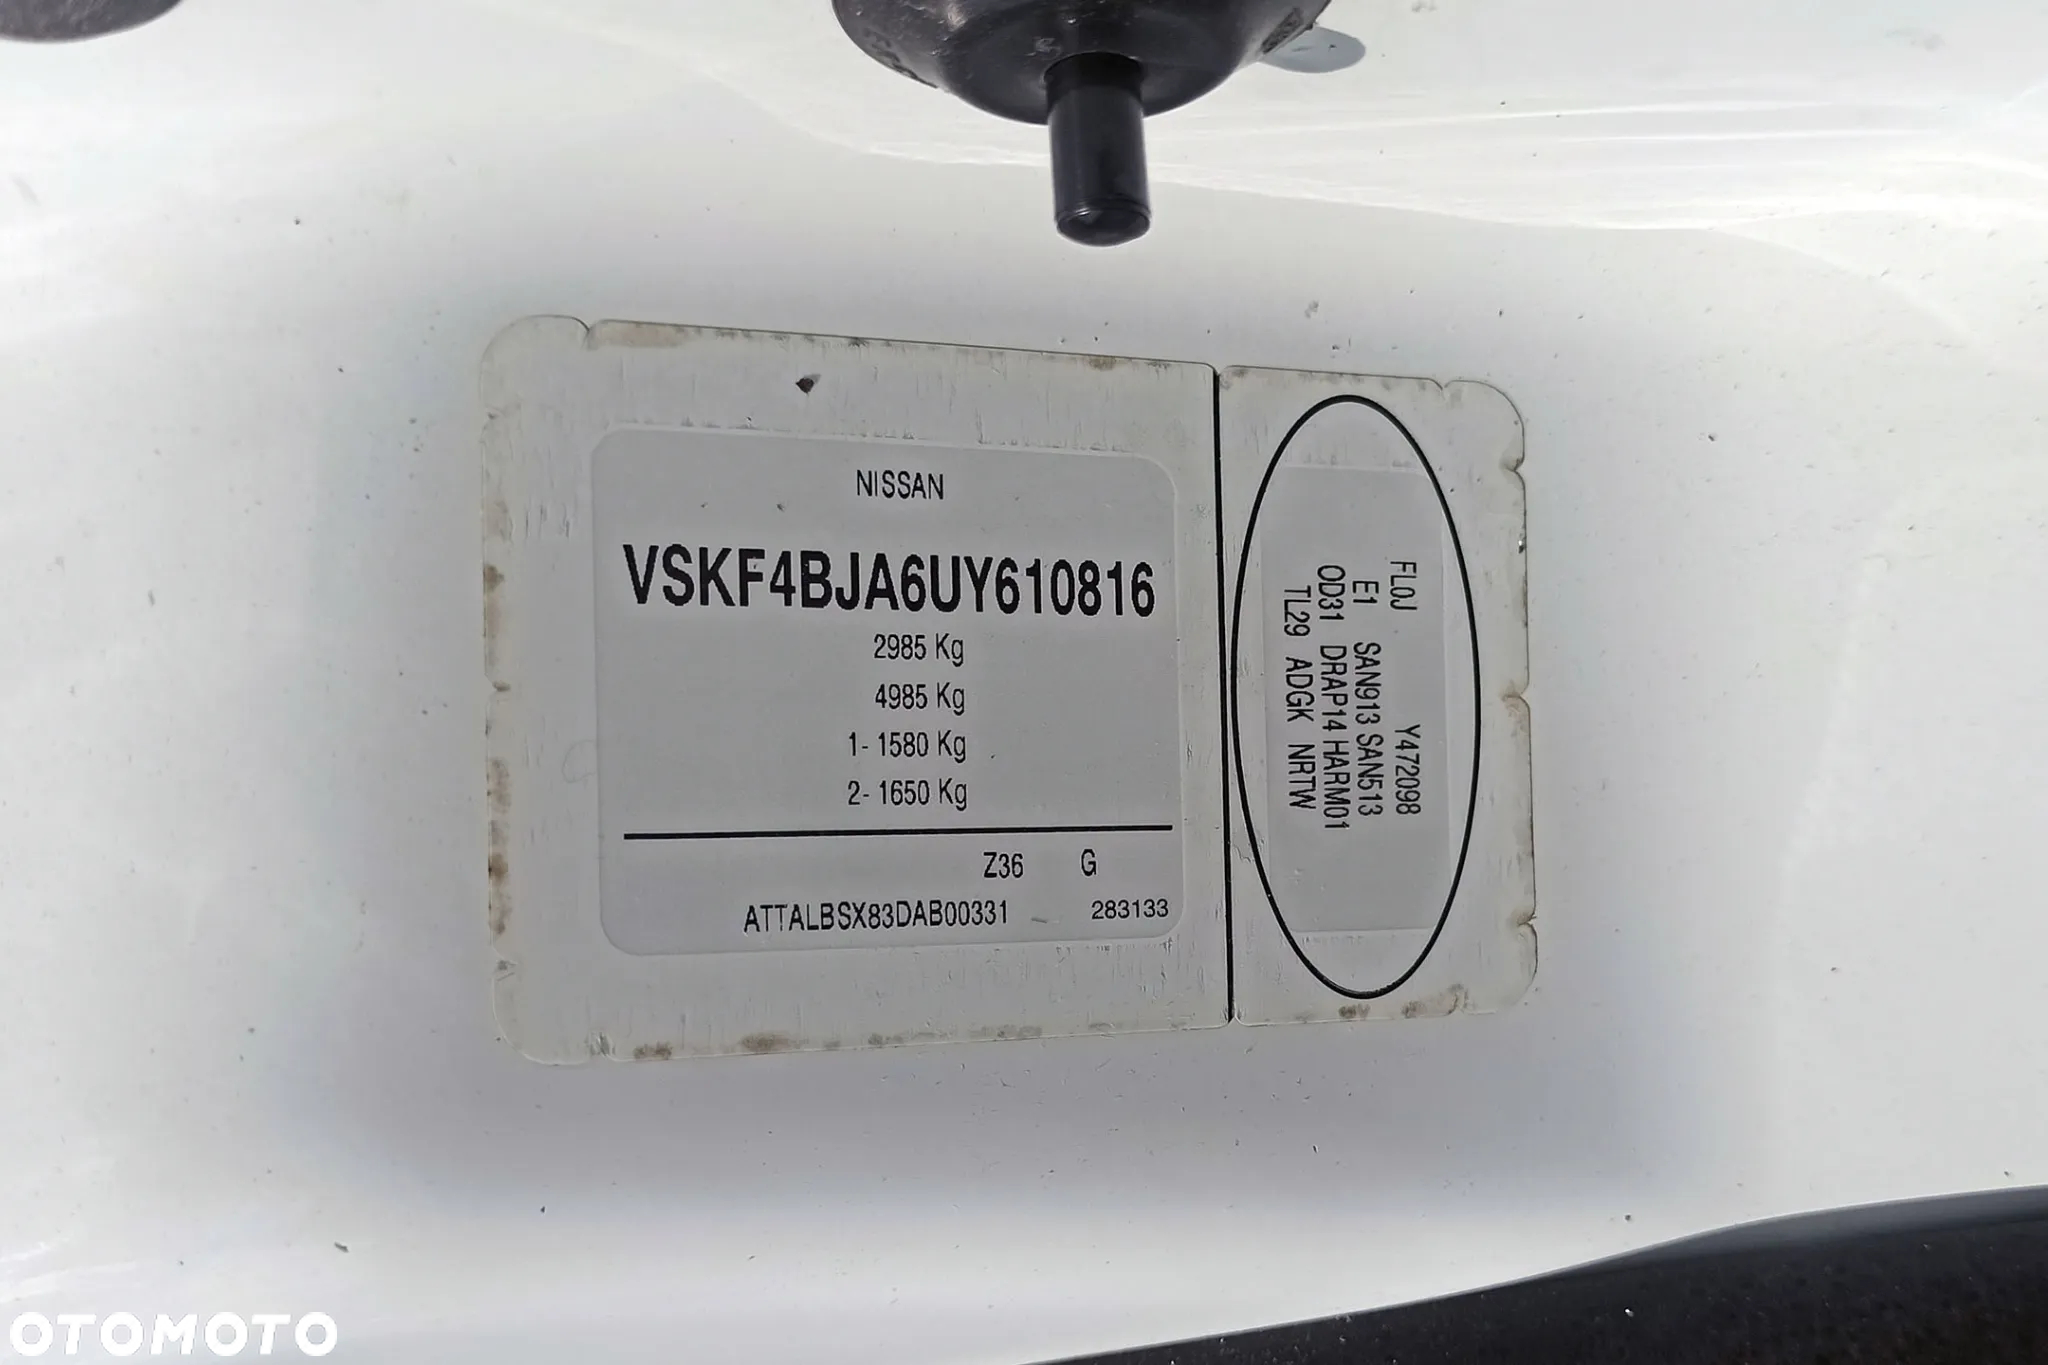 NISSAN
VSKF4BJA6UY610816
2985 Kg
4985 Kg
1- 1580 Kg
2- 1650 Kg
Z36 G
ATTALBSX83DAB00331 283133
FL0J Y472098
E1 SAN913 SAN513
OD31 DRAP14 HARM01
TL29 ADGK NRTW
OTOMOTO